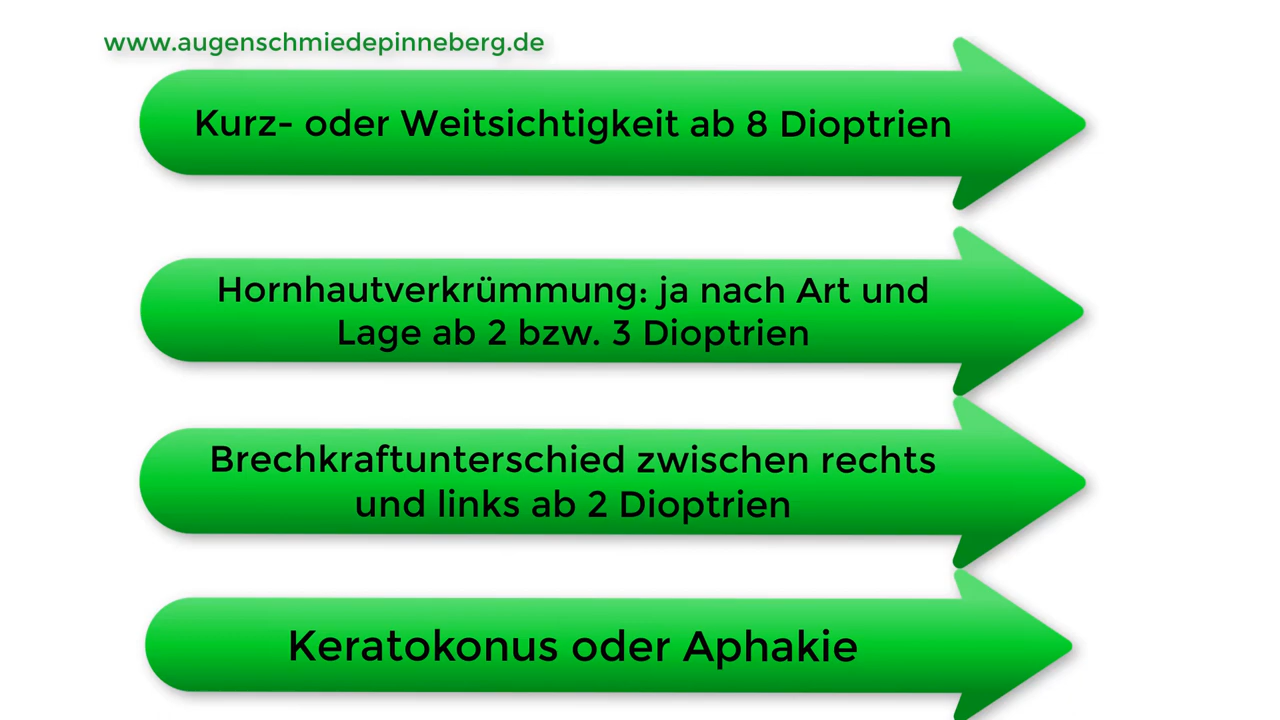 www.augenschmiedepinneberg.de
Kurz- oder Weitsichtigkeit ab 8 Dioptrien
Hornhautverkrümmung: ja nach Art und
Lage ab 2 bzw. 3 Dioptrien
Brechkraftunterschied zwischen rechts
und links ab 2 Dioptrien
Keratokonus oder Aphakie